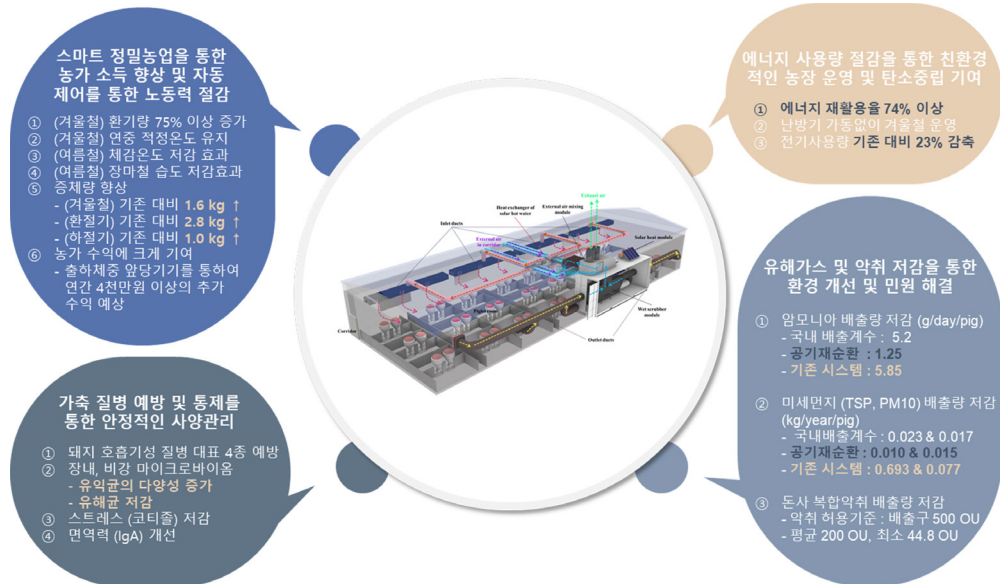 스마트 정밀농업을 통한
농가 소득 향상 및 자동
제어를 통한 노동력 절감
① (겨울철) 환기량 75% 이상 증가
② (겨울철) 연중 적정온도 유지
③ (여름철) 체감온도 저감 효과
④ (여름철) 장마철 습도 저감효과
⑤ 증체량 향상
- (겨울철) 기존 대비 1.6 kg ↑
- (환절기) 기존 대비 2.8 kg ↑
- (하절기) 기존 대비 1.0 kg ↑
⑥ 농가 수익에 크게 기여
- 출하체중 앞당기기를 통하여
연간 4천만원 이상의 추가
수익 예상
에너지 사용량 절감을 통한 친환경
적인 농장 운영 및 탄소중립 기여
① 에너지 재활용율 74% 이상
② 난방기 가동없이 겨울철 운영
③ 전기사용량 기존 대비 23% 감축
Exhaust air
Heat exchanger of
solar hot water
External air mixing
module
Inlet ducts
External air
in corridor
Solar heat module
Pig house
Corridor
Wet scrubber
module
Outlet ducts
가축 질병 예방 및 통제를
통한 안정적인 사양관리
① 돼지 호흡기성 질병 대표 4종 예방
② 장내, 비강 마이크로바이옴
- 유익균의 다양성 증가
- 유해균 저감
③ 스트레스 (코티졸) 저감
④ 면역력 (IgA) 개선
유해가스 및 악취 저감을 통한
환경 개선 및 민원 해결
① 암모니아 배출량 저감 (g/day/pig)
- 국내 배출계수 : 5.2
- 공기재순환 : 1.25
- 기존 시스템 : 5.85
② 미세먼지 (TSP, PM10) 배출량 저감
(kg/year/pig)
- 국내배출계수 : 0.023 & 0.017
- 공기재순환 : 0.010 & 0.015
- 기존 시스템 : 0.693 & 0.077
③ 돈사 복합악취 배출량 저감
- 악취 허용기준 : 배출구 500 OU
- 평균 200 OU, 최소 44.8 OU